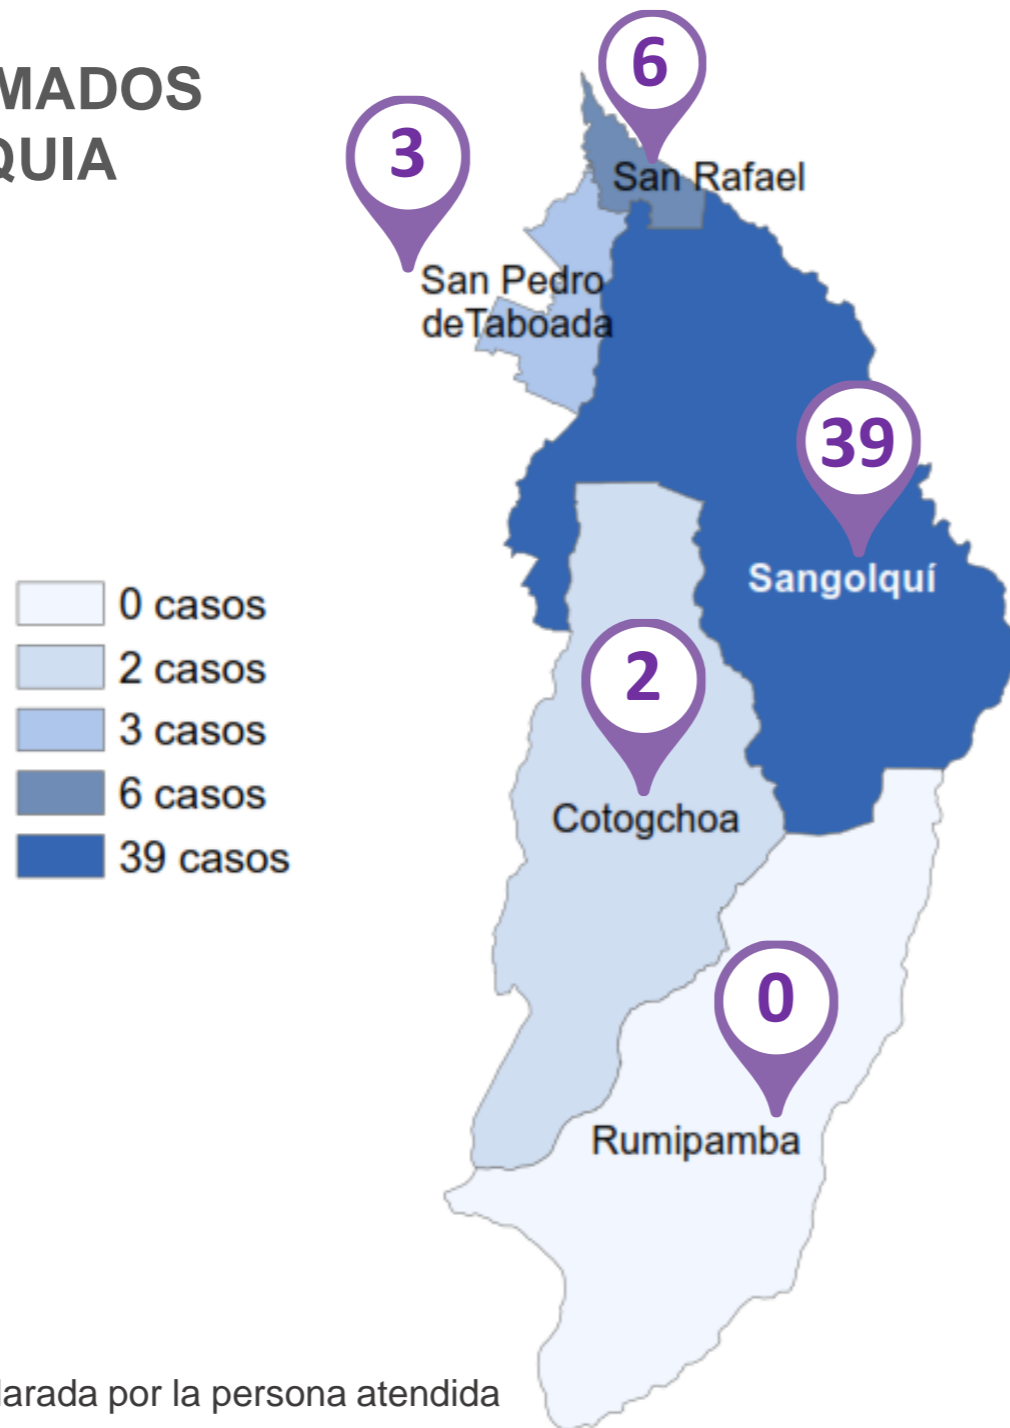 MADOS
QUIA
6
San Rafael
3
San Pedro
deTaboada
39
Sangolquí
0 casos
2 casos
3 casos
6 casos
39 casos
2
Cotogchoa
0
Rumipamba
larada por la persona atendida